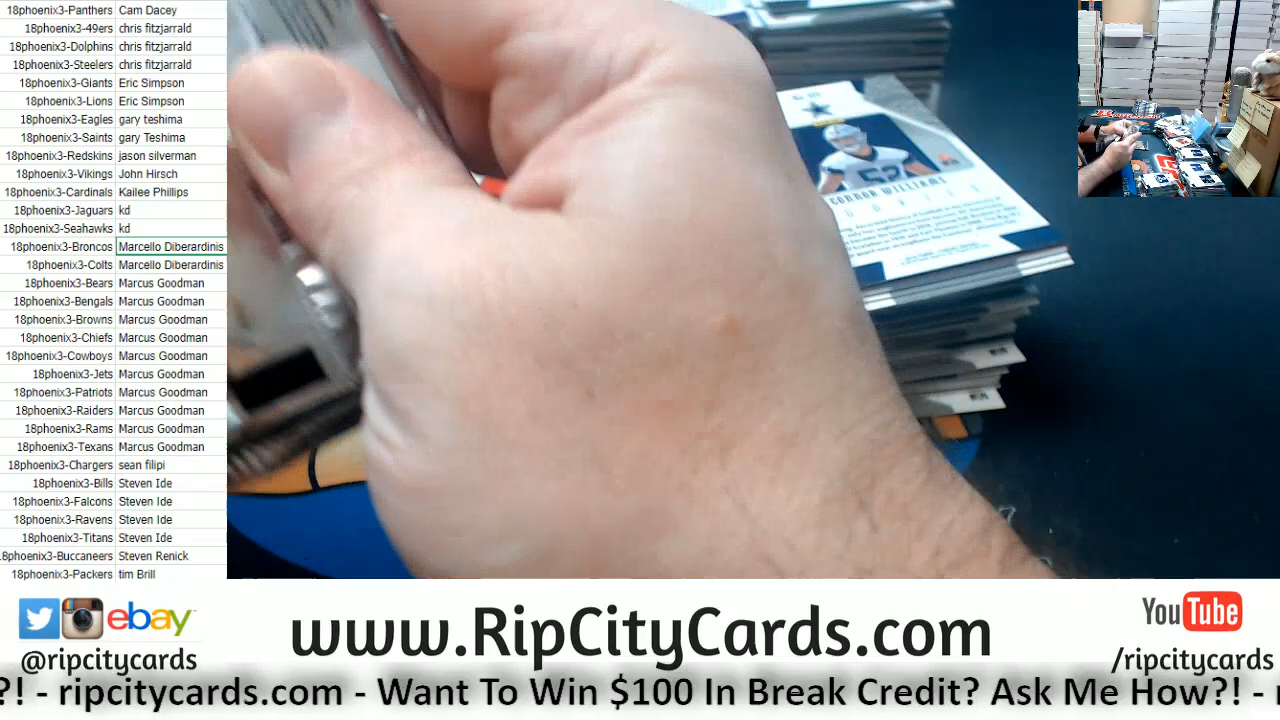 18phoenix3-Panthers Cam Dacey
18phoenix3-49ers chris fitzjarrald
18phoenix3-Dolphins chris fitzjarrald
18phoenix3-Steelers chris fitzjarrald
18phoenix3-Giants Eric Simpson
18phoenix3-Lions Eric Simpson
18phoenix3-Eagles gary teshima
18phoenix3-Saints gary Teshima
18phoenix3-Redskins jason silverman
18phoenix3-Vikings John Hirsch
18phoenix3-Cardinals Kailee Phillips
18phoenix3-Jaguars kd
18phoenix3-Seahawks kd
18phoenix3-Broncos Marcello Diberardinis
18phoenix3-Colts Marcello Diberardinis
18phoenix3-Bears Marcus Goodman
18phoenix3-Bengals Marcus Goodman
18phoenix3-Browns Marcus Goodman
18phoenix3-Chiefs Marcus Goodman
18phoenix3-Cowboys Marcus Goodman
18phoenix3-Jets Marcus Goodman
18phoenix3-Patriots Marcus Goodman
18phoenix3-Raiders Marcus Goodman
18phoenix3-Rams Marcus Goodman
18phoenix3-Texans Marcus Goodman
18phoenix3-Chargers sean filipi
18phoenix3-Bills Steven Ide
18phoenix3-Falcons Steven Ide
18phoenix3-Ravens Steven Ide
18phoenix3-Titans Steven Ide
8phoenix3-Buccaneers Steven Renick
18phoenix3-Packers tim Brill
CONNOR WILLIAMS
ebay
@ripcitycards
www.RipCityCards.com
YouTube
/ripcitycards
?! - ripcitycards.com - Want To Win $100 In Break Credit? Ask Me How?! -